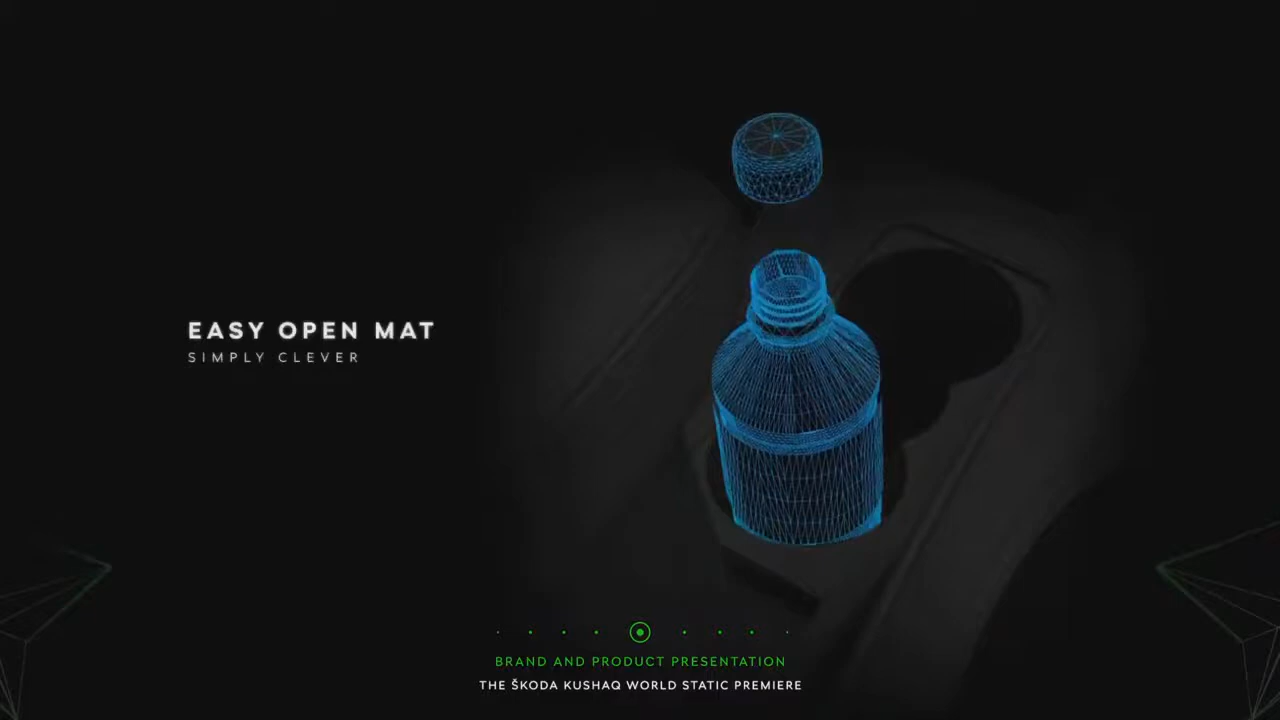 EASY OPEN MAT
SIMPLY CLEVER
BRAND AND PRODUCT PRESENTATION
THE ŠKODA KUSHAQ WORLD STATIC PREMIERE